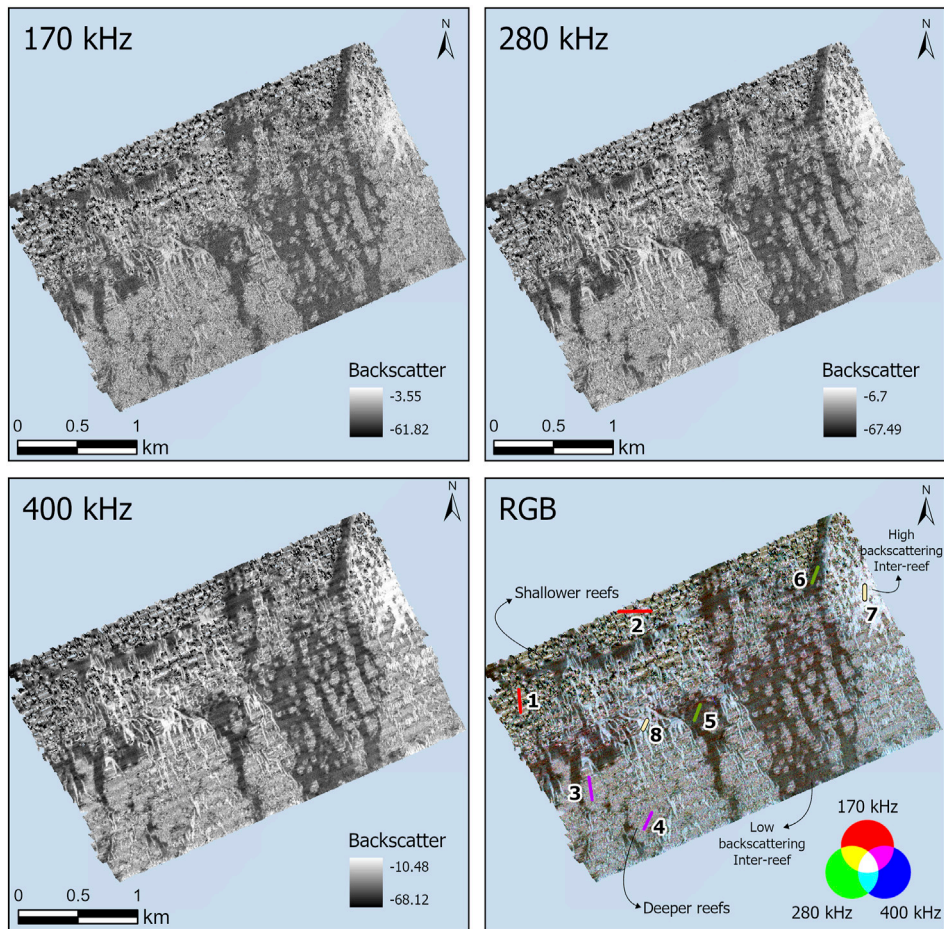 170 kHz
N
Backscatter
-3.55
-61.82
0 0.5 1
km
280 kHz
N
Backscatter
-6.7
-67.49
0 0.5 1
km
400 kHz
N
Backscatter
-10.48
-68.12
0 0.5 1
km
RGB
N
High
backscattering
Inter-reef
Shallower reefs
6
7
2
1
5
8
3
4
Low
backscattering
Inter-reef
Deeper reefs
170 kHz
280 kHz
400 kHz